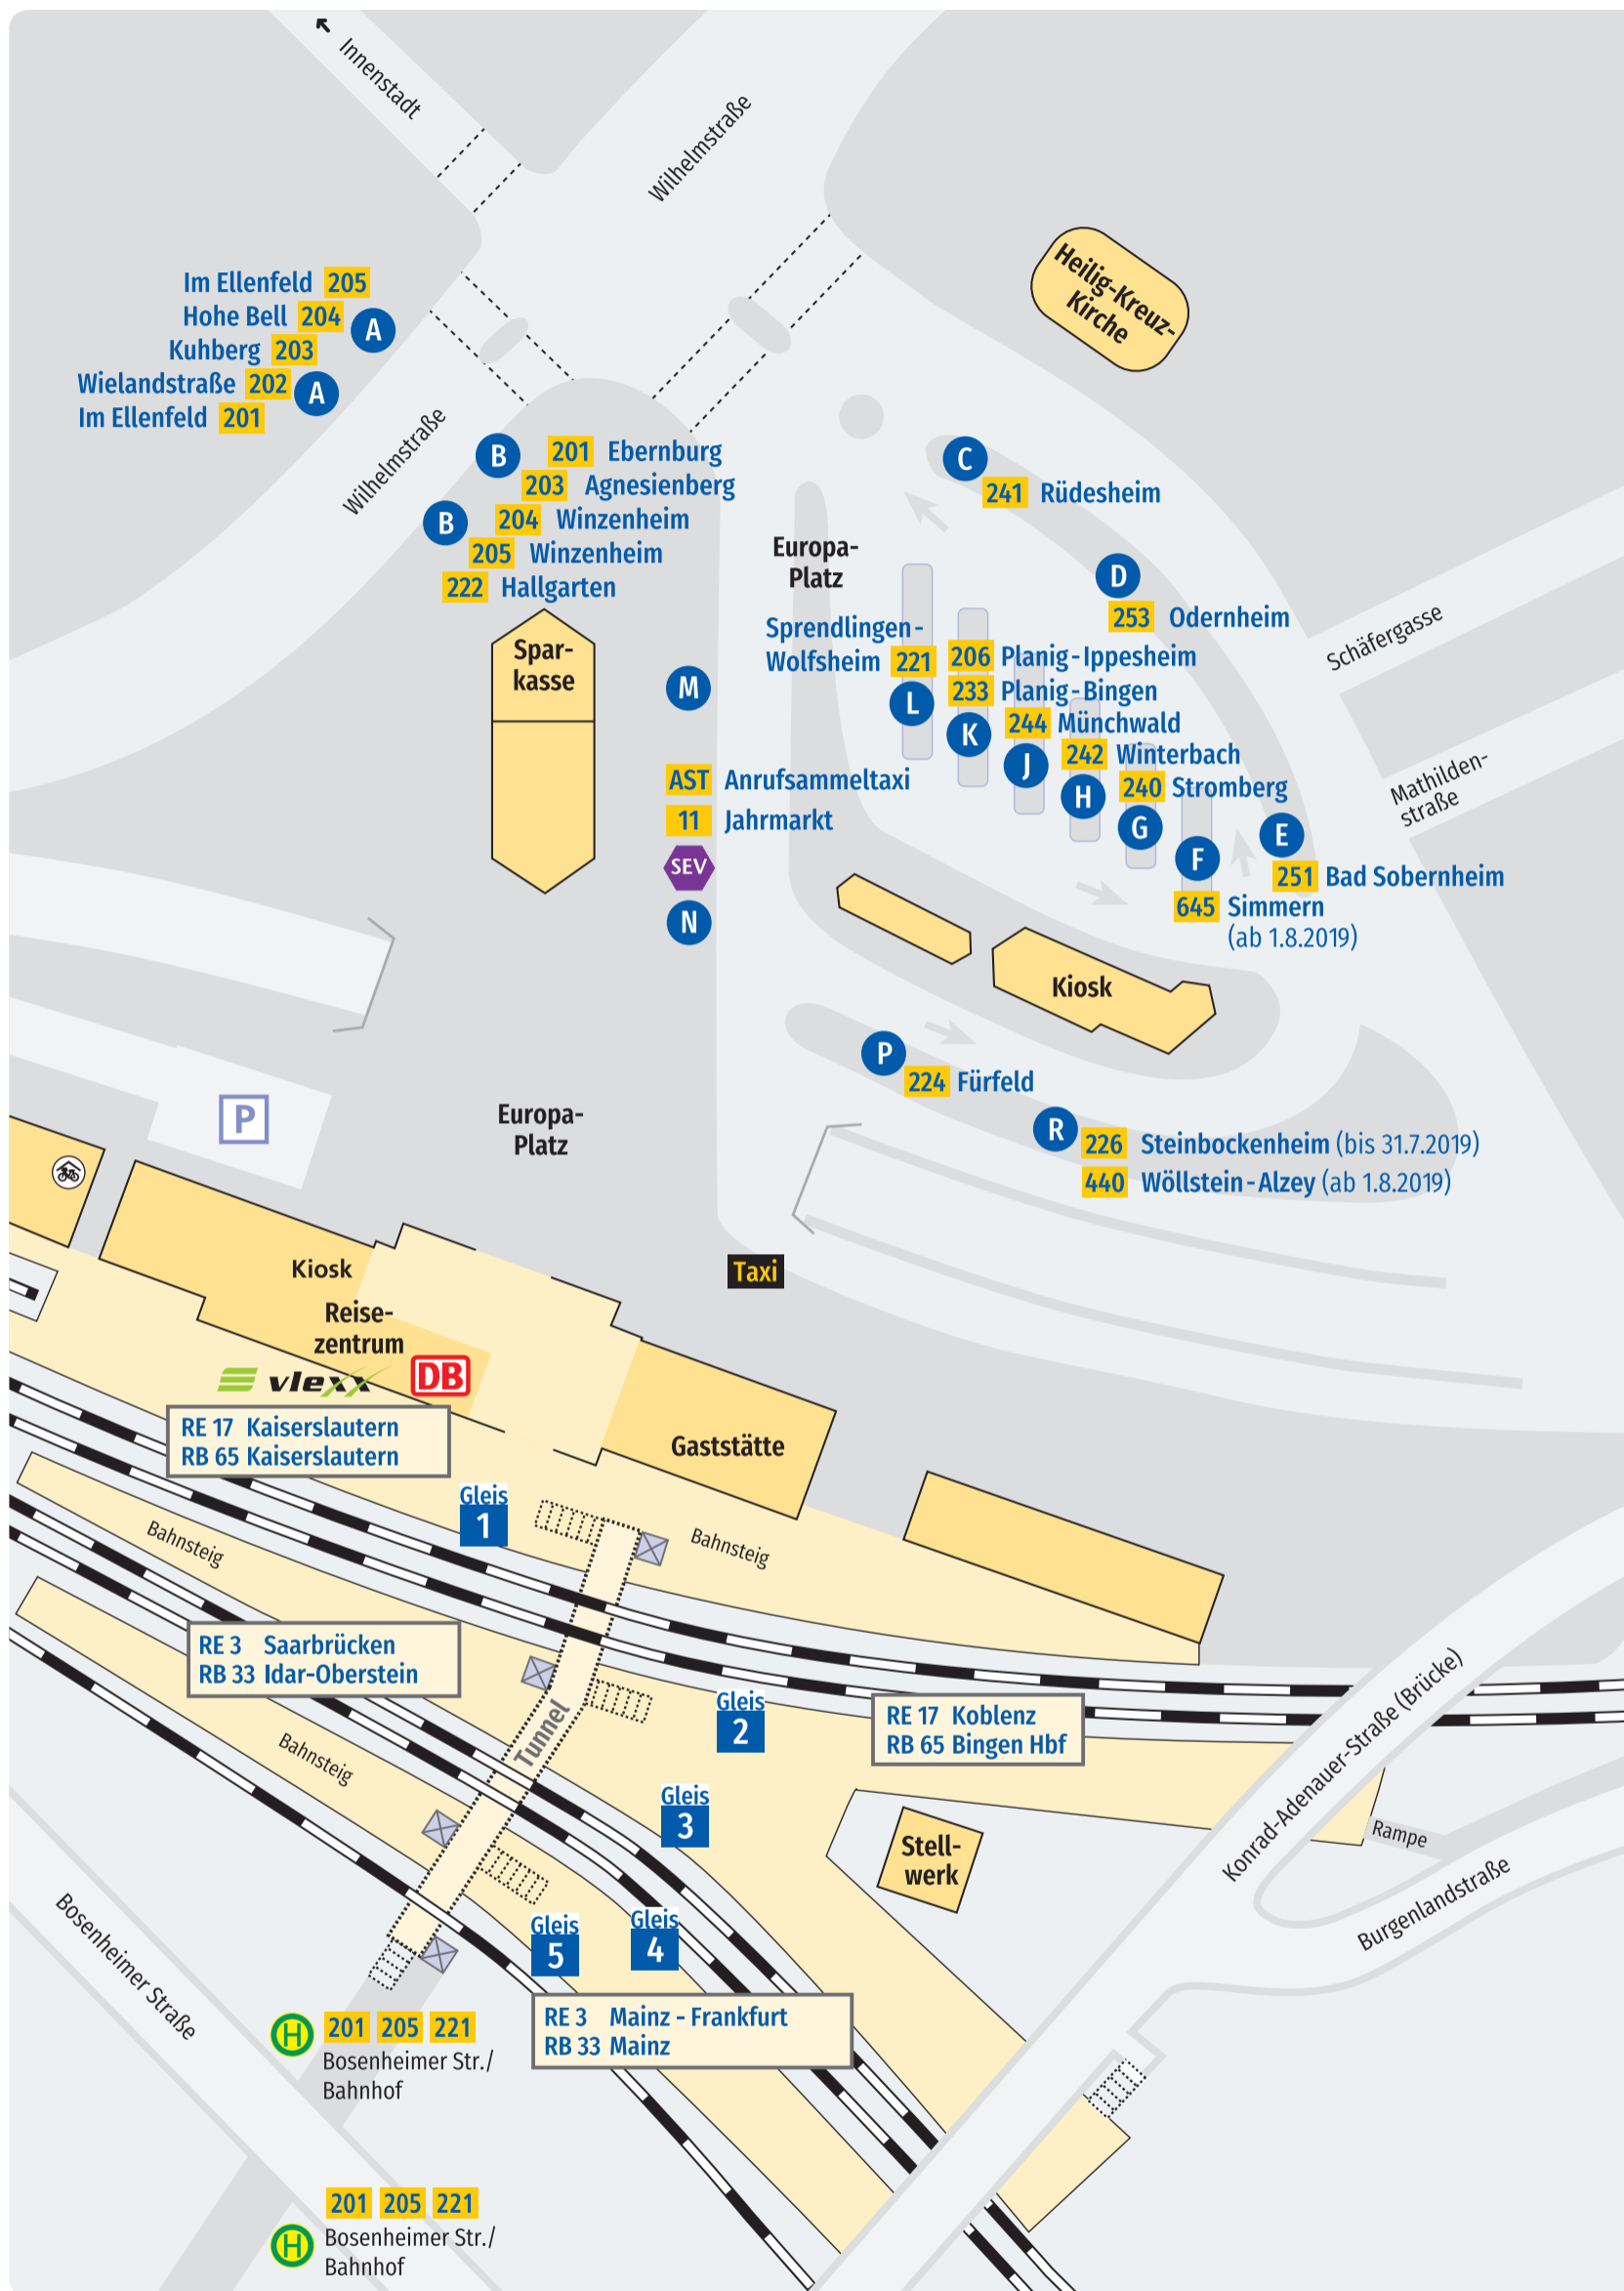 Innenstadt
Wilhelmstraße
Heilig-Kreuz-
Kirche
Im Ellenfeld 205
Hohe Bell 204
A
Kuhberg 203
Wielandstraße 202
A
Im Ellenfeld 201
Wilhelmstraße
B 201 Ebernburg
203 Agnesienberg
B 204 Winzenheim
205 Winzenheim
222 Hallgarten
C
241 Rüdesheim
Europa-
Platz
D
253 Odernheim
Schäfergasse
Mathilden-
straße
Spar-
kasse
M
Sprendlingen-
Wolfsheim 221
L
206 Planig-Ippesheim
233 Planig-Bingen
K
244 Münchwald
J
242 Winterbach
H
240 Stromberg
G
F
E
251 Bad Sobernheim
645 Simmern
(ab 1.8.2019)
AST Anrufsammeltaxi
11 Jahrmarkt
SEV
N
Kiosk
P
224 Fürfeld
R
226 Steinbockenheim (bis 31.7.2019)
440 Wöllstein-Alzey (ab 1.8.2019)
P
Europa-
Platz
Taxi
Kiosk
Reise-
zentrum
vlexx DB
RE 17 Kaiserslautern
RB 65 Kaiserslautern
Gaststätte
Gleis
1
Bahnsteig
Bahnsteig
RE 3 Saarbrücken
RB 33 Idar-Oberstein
Tunnel
Gleis
2
RE 17 Koblenz
RB 65 Bingen Hbf
Konrad-Adenauer-Straße (Brücke)
Bahnsteig
Gleis
3
Stell-
werk
Rampe
Burgenlandstraße
Bosenheimer Straße
Gleis
5
Gleis
4
RE 3 Mainz - Frankfurt
RB 33 Mainz
H 201 205 221
Bosenheimer Str./
Bahnhof
201 205 221
H Bosenheimer Str./
Bahnhof